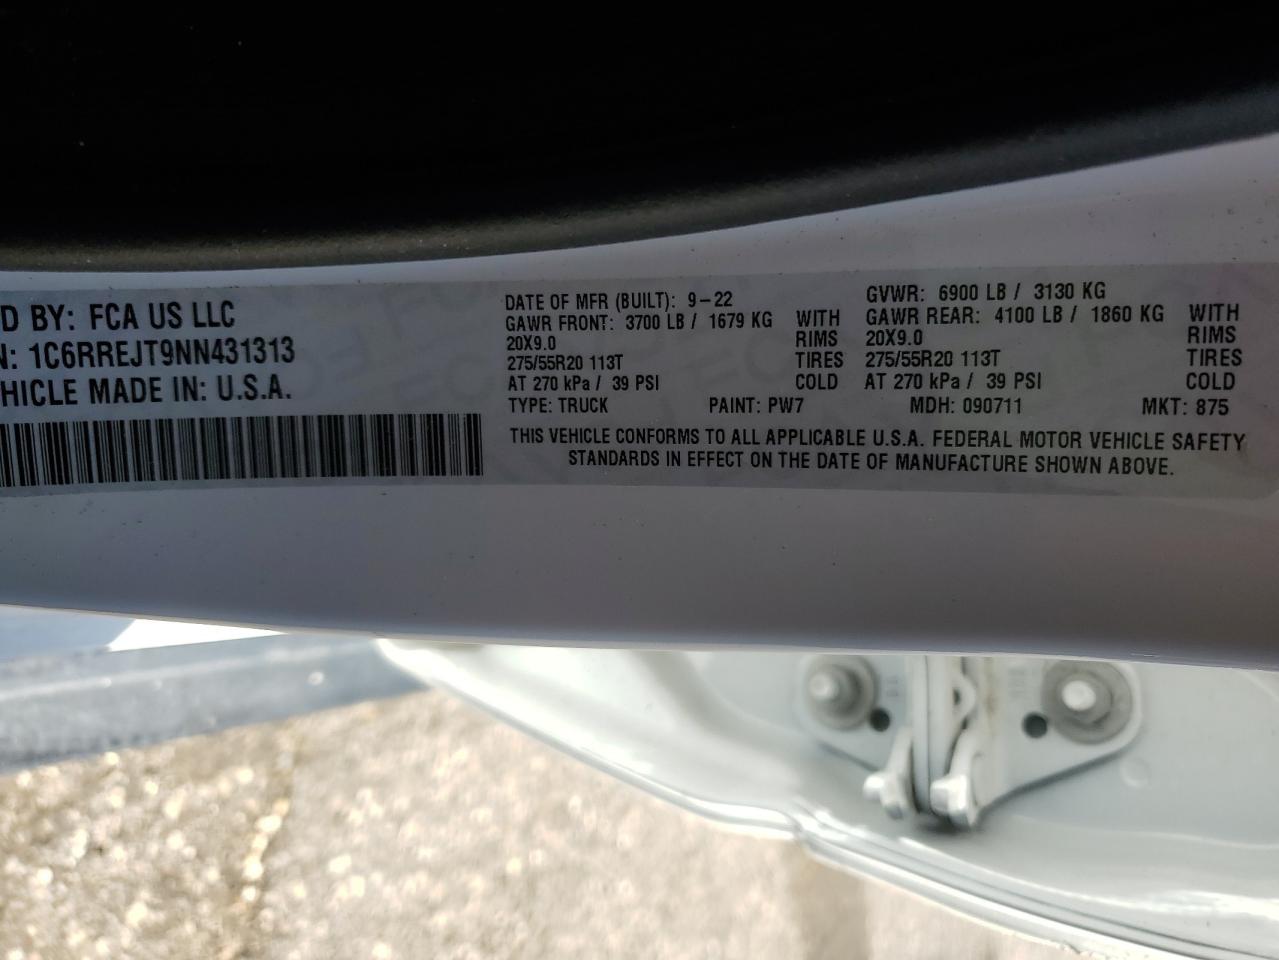 D BY: FCA US LLC
N: 1C6RREJT9NN431313
HICLE MADE IN: U.S.A.
DATE OF MFR (BUILT): 9-22
GAWR FRONT: 3700 LB / 1679 KG WITH
20X9.0 RIMS
275/55R20 113T TIRES
AT 270 kPa / 39 PSI COLD
GVWR: 6900 LB / 3130 KG
GAWR REAR: 4100 LB / 1860 KG WITH
20X9.0 RIMS
275/55R20 113T TIRES
AT 270 kPa / 39 PSI COLD
TYPE: TRUCK PAINT: PW7 MDH: 090711 MKT: 875
THIS VEHICLE CONFORMS TO ALL APPLICABLE U.S.A. FEDERAL MOTOR VEHICLE SAFETY
STANDARDS IN EFFECT ON THE DATE OF MANUFACTURE SHOWN ABOVE.